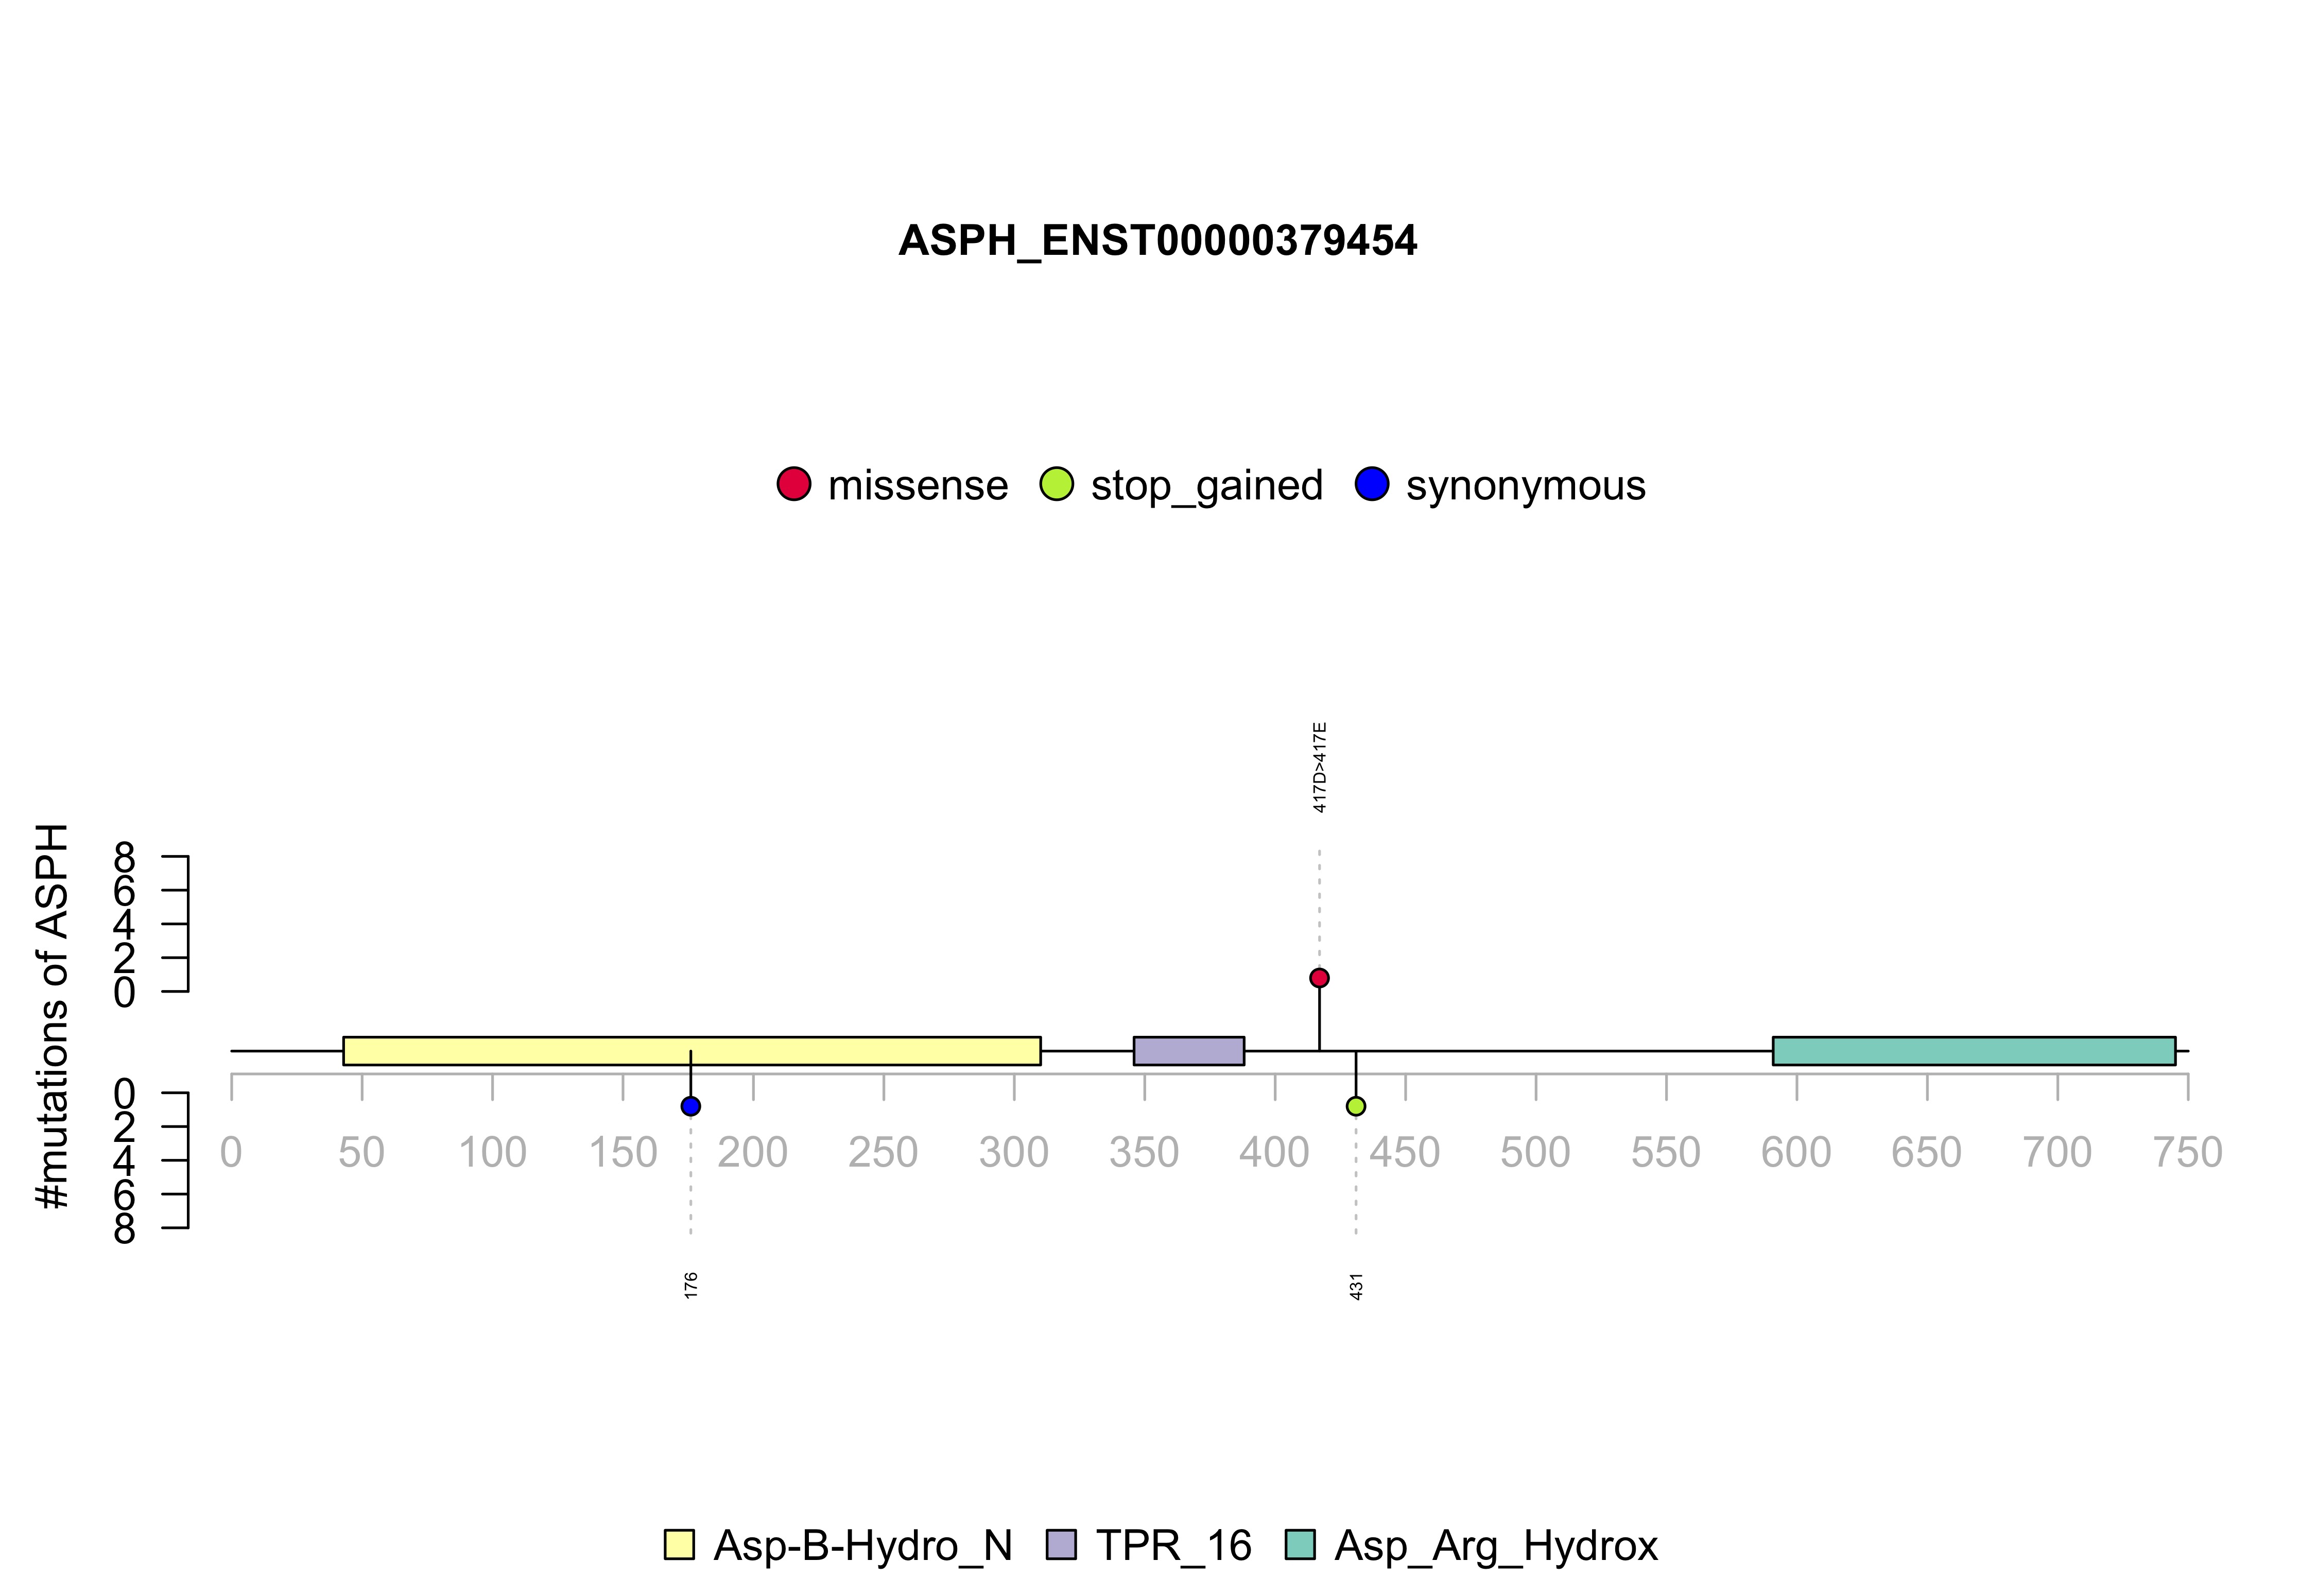 ASPH_ENST00000379454
missense stop_gained synonymous
417D>417E
#mutations of ASPH
8
6
4
2
0
0
2
4
6
8
0 50 100 150 200 250 300 350 400 450 500 550 600 650 700 750
176 431
Asp-B-Hydro_N TPR_16 Asp_Arg_Hydrox